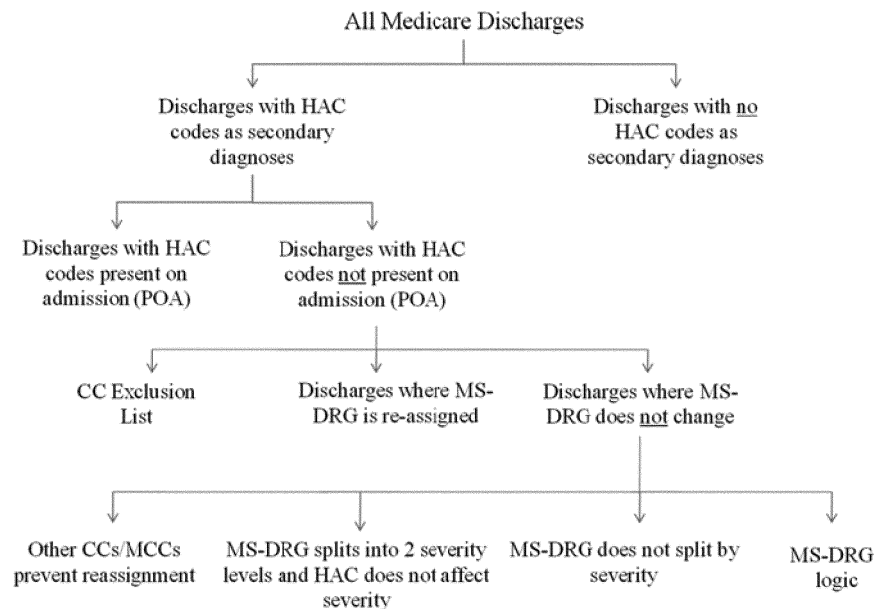 All Medicare Discharges
Discharges with HAC
codes as secondary
diagnoses
Discharges with no
HAC codes as
secondary diagnoses
Discharges with HAC
codes present on
admission (POA)
Discharges with HAC
codes not present on
admission (POA)
CC Exclusion
List
Discharges where MS-
DRG is re-assigned
Discharges where MS-
DRG does not change
Other CCs/MCCs
prevent reassignment
MS-DRG splits into 2 severity
levels and HAC does not affect
severity
MS-DRG does not split by
severity
MS-DRG
logic